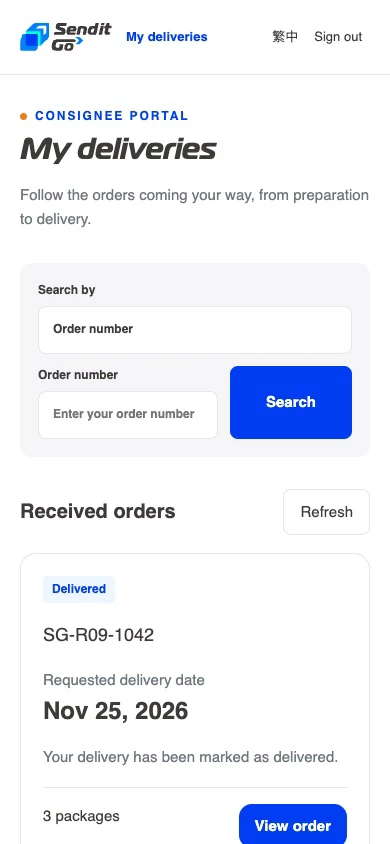 Sendit
Go
My deliveries
繁中
Sign out
CONSIGNEE PORTAL
My deliveries
Follow the orders coming your way, from preparation
to delivery.
Search by
Order number
Order number
Enter your order number
Search
Received orders
Refresh
Delivered
SG-R09-1042
Requested delivery date
Nov 25, 2026
Your delivery has been marked as delivered.
3 packages
View order